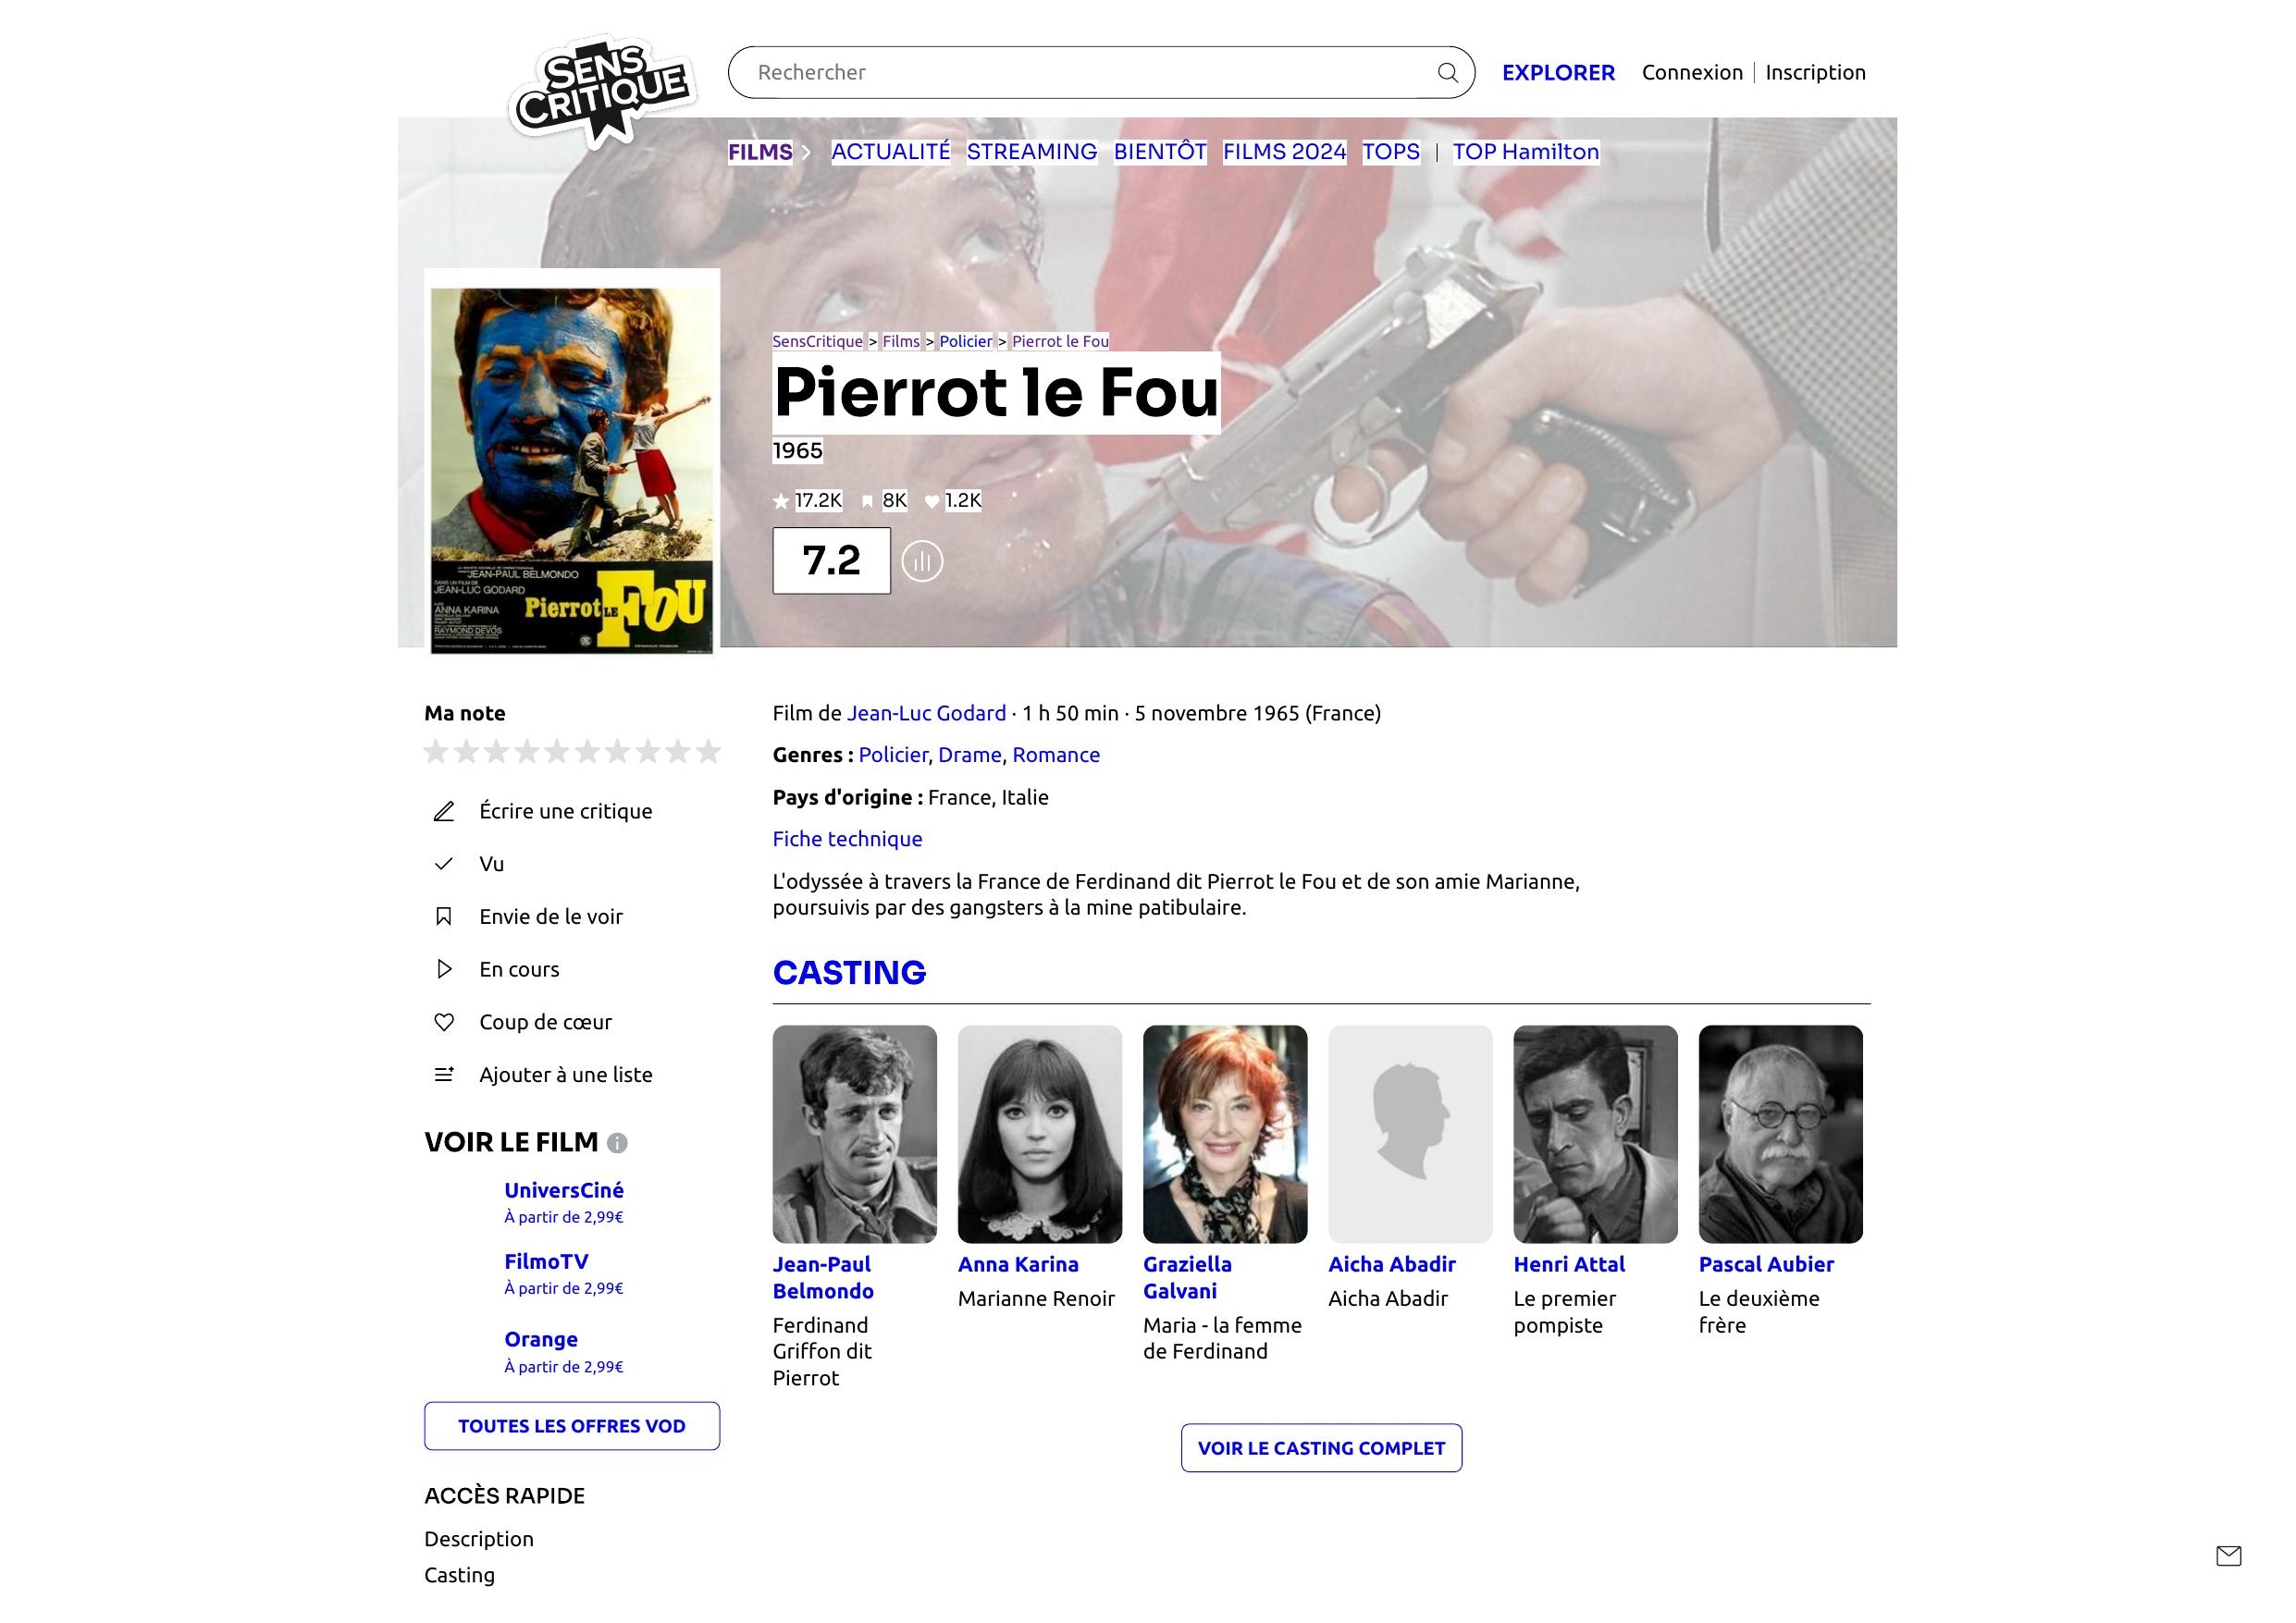 SENS
CRITIQUE
Rechercher
EXPLORER
Connexion | Inscription
FILMS
ACTUALITÉ
STREAMING
BIENTÔT
FILMS 2024
TOPS
|
TOP Hamilton
SensCritique > Films > Policier > Pierrot le Fou
Pierrot le Fou
1965
17.2K
8K
1.2K
7.2
JEAN-PAUL BELMONDO
DANS UN FILM DE
JEAN-LUC GODARD
ANNA KARINA
RAYMOND DEVOS
Pierrot LE FOU
Ma note
Écrire une critique
Vu
Envie de le voir
En cours
Coup de cœur
Ajouter à une liste
VOIR LE FILM
UniversCiné
À partir de 2,99€
FilmoTV
À partir de 2,99€
Orange
À partir de 2,99€
TOUTES LES OFFRES VOD
ACCÈS RAPIDE
Description
Casting
Film de Jean-Luc Godard · 1 h 50 min · 5 novembre 1965 (France)
Genres : Policier, Drame, Romance
Pays d'origine : France, Italie
Fiche technique
L'odyssée à travers la France de Ferdinand dit Pierrot le Fou et de son amie Marianne,
poursuivis par des gangsters à la mine patibulaire.
CASTING
Jean-Paul
Belmondo
Ferdinand
Griffon dit
Pierrot
Anna Karina
Marianne Renoir
Graziella
Galvani
Maria - la femme
de Ferdinand
Aicha Abadir
Aicha Abadir
Henri Attal
Le premier
pompiste
Pascal Aubier
Le deuxième
frère
VOIR LE CASTING COMPLET